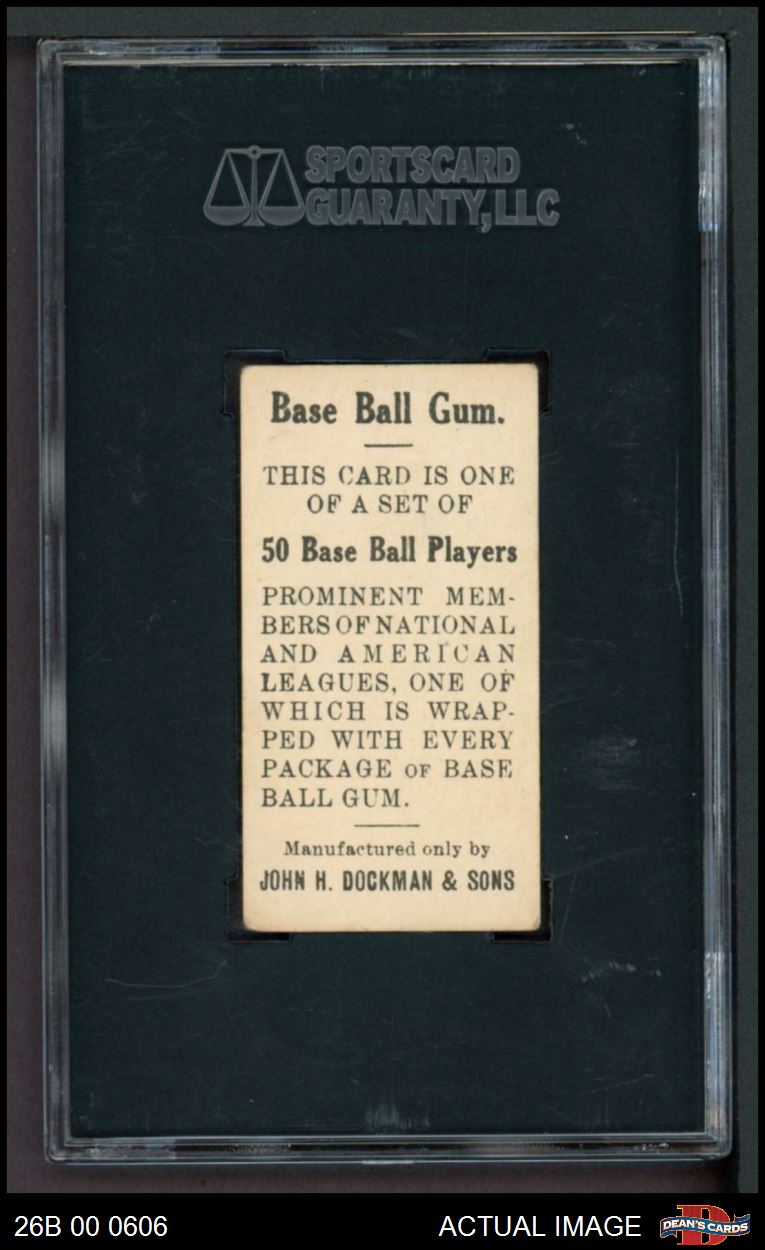 SPORTSCARD
GUARANTY, LLC
Base Ball Gum.
THIS CARD IS ONE
OF A SET OF
50 Base Ball Players
PROMINENT MEM-
BERS OF NATIONAL
AND AMERICAN
LEAGUES, ONE OF
WHICH IS WRAP-
PED WITH EVERY
PACKAGE OF BASE
BALL GUM.
Manufactured only by
JOHN H. DOCKMAN & SONS
26B 00 0606
ACTUAL IMAGE
DEAN'S CARDS